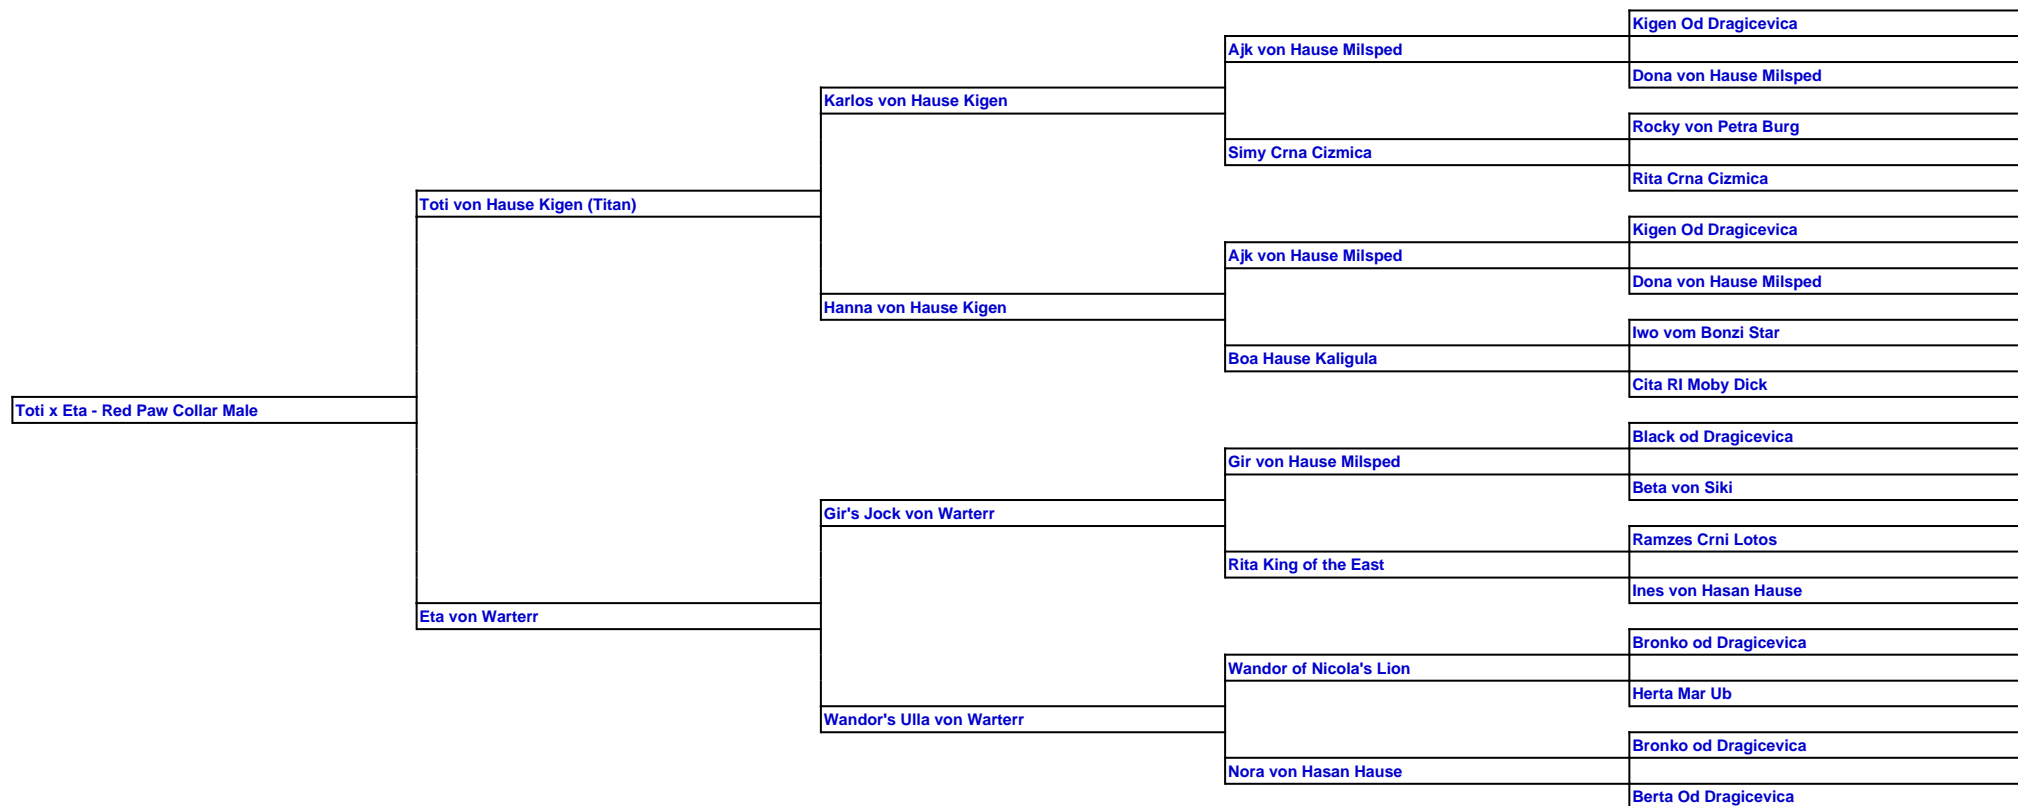 Kigen Od Dragicevica
Ajk von Hause Milsped
Dona von Hause Milsped
Karlos von Hause Kigen
Rocky von Petra Burg
Simy Crna Cizmica
Rita Crna Cizmica
Toti von Hause Kigen (Titan)
Kigen Od Dragicevica
Ajk von Hause Milsped
Dona von Hause Milsped
Hanna von Hause Kigen
Iwo vom Bonzi Star
Boa Hause Kaligula
Cita RI Moby Dick
Toti x Eta - Red Paw Collar Male
Black od Dragicevica
Gir von Hause Milsped
Beta von Siki
Gir's Jock von Warterr
Ramzes Crni Lotos
Rita King of the East
Ines von Hasan Hause
Eta von Warterr
Bronko od Dragicevica
Wandor of Nicola's Lion
Herta Mar Ub
Wandor's Ulla von Warterr
Bronko od Dragicevica
Nora von Hasan Hause
Berta Od Dragicevica